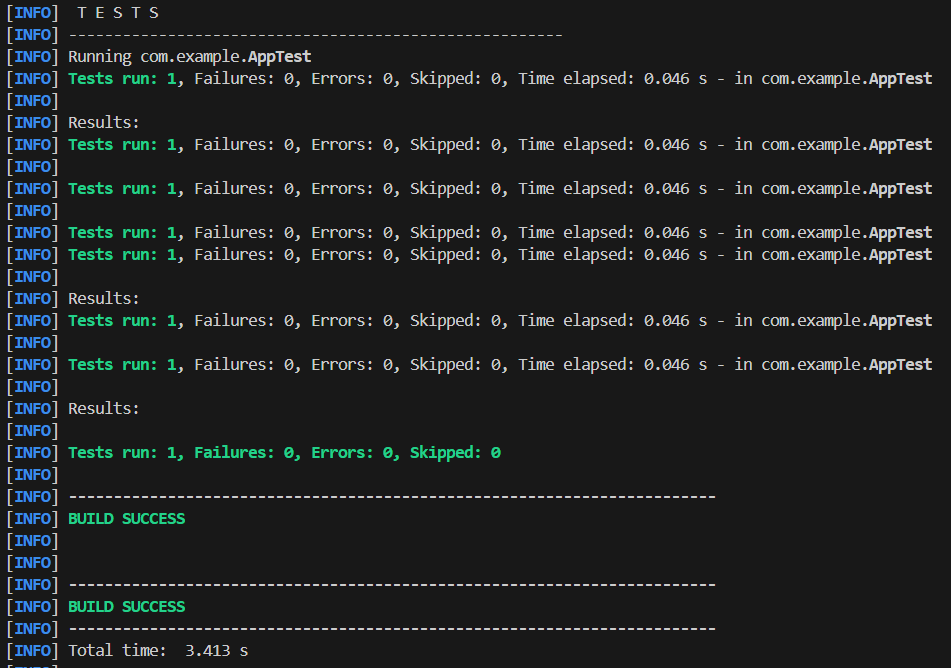 [INFO]  T E S T S
[INFO] -------------------------------------------------------
[INFO] Running com.example.AppTest
[INFO] Tests run: 1, Failures: 0, Errors: 0, Skipped: 0, Time elapsed: 0.046 s - in com.example.AppTest
[INFO]
[INFO] Results:
[INFO] Tests run: 1, Failures: 0, Errors: 0, Skipped: 0, Time elapsed: 0.046 s - in com.example.AppTest
[INFO]
[INFO] Tests run: 1, Failures: 0, Errors: 0, Skipped: 0, Time elapsed: 0.046 s - in com.example.AppTest
[INFO]
[INFO] Tests run: 1, Failures: 0, Errors: 0, Skipped: 0, Time elapsed: 0.046 s - in com.example.AppTest
[INFO] Tests run: 1, Failures: 0, Errors: 0, Skipped: 0, Time elapsed: 0.046 s - in com.example.AppTest
[INFO]
[INFO] Results:
[INFO] Tests run: 1, Failures: 0, Errors: 0, Skipped: 0, Time elapsed: 0.046 s - in com.example.AppTest
[INFO]
[INFO] Tests run: 1, Failures: 0, Errors: 0, Skipped: 0, Time elapsed: 0.046 s - in com.example.AppTest
[INFO]
[INFO] Results:
[INFO]
[INFO] Tests run: 1, Failures: 0, Errors: 0, Skipped: 0
[INFO]
[INFO] ------------------------------------------------------------------------
[INFO] BUILD SUCCESS
[INFO]
[INFO]
[INFO] ------------------------------------------------------------------------
[INFO] BUILD SUCCESS
[INFO] ------------------------------------------------------------------------
[INFO] Total time:  3.413 s